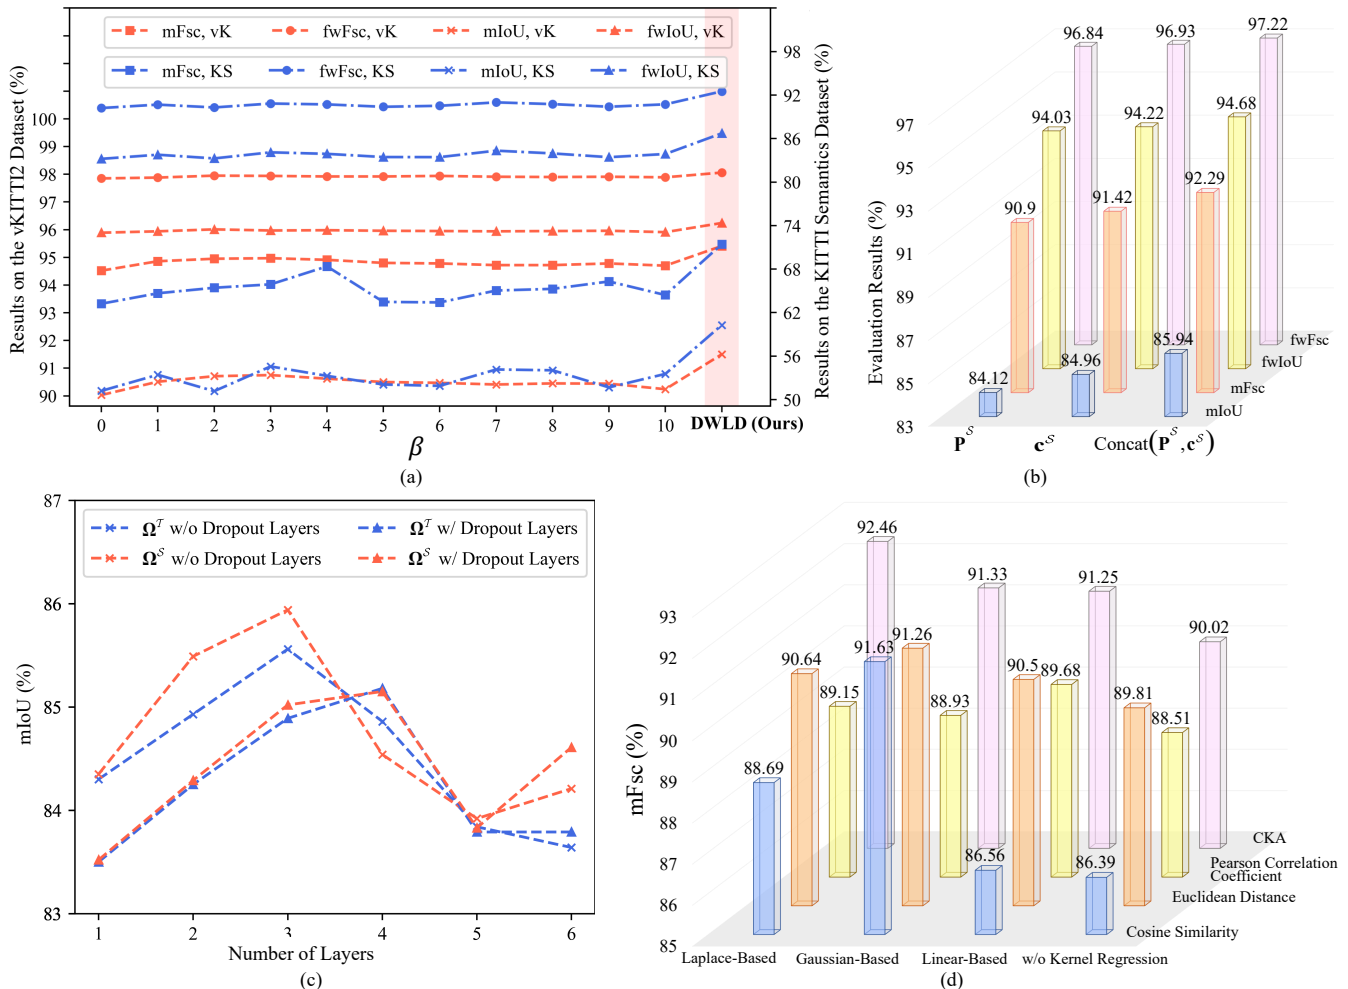 mFsc, vK fwFsc, vK mIoU, vK fwIoU, vK
mFsc, KS fwFsc, KS mIoU, KS fwIoU, KS
Results on the vKITTI2 Dataset (%)
100
99
98
97
96
95
94
93
92
91
90
Results on the KITTI Semantics Dataset (%)
98
92
86
80
74
68
62
56
50
0 1 2 3 4 5 6 7 8 9 10 DWLD (Ours)
β
(a)
Evaluation Results (%)
97
95
93
91
89
87
85
83
96.84 96.93 97.22
94.03 94.22 94.68
90.9 91.42 92.29
84.12 84.96 85.94
fwFsc
fwIoU
mFsc
mIoU
P^S c^S Concat(P^S,c^S)
(b)
Ω^T w/o Dropout Layers Ω^T w/ Dropout Layers
Ω^S w/o Dropout Layers Ω^S w/ Dropout Layers
mIoU (%)
87
86
85
84
83
1 2 3 4 5 6
Number of Layers
(c)
mFsc (%)
93
92
91
90
89
88
87
86
85
92.46 91.33 91.25 90.02
89.15 88.93 89.68 88.51
90.64 91.26 90.5 89.81
88.69 91.63 86.56 86.39
CKA
Pearson Correlation
Coefficient
Euclidean Distance
Cosine Similarity
Laplace-Based Gaussian-Based Linear-Based w/o Kernel Regression
(d)